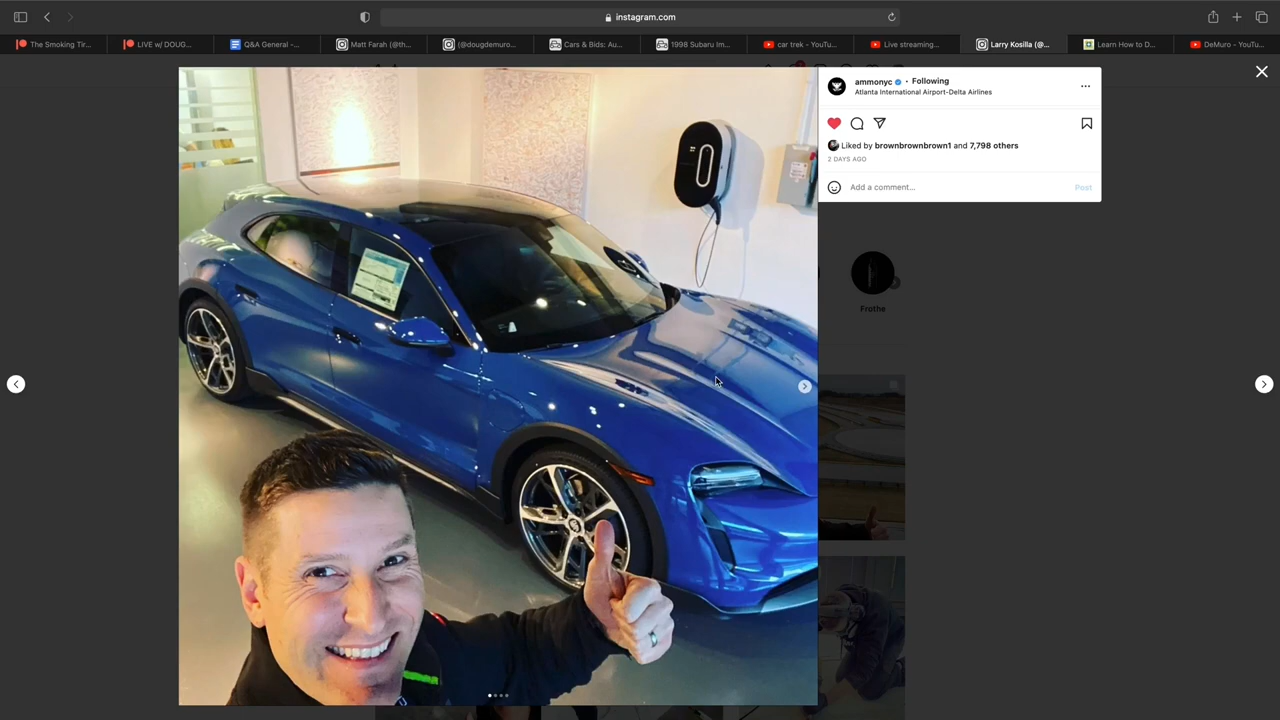 instagram.com
The Smoking Tir...
LIVE w/ DOUG...
Q&A General -...
Matt Farah (@th...
(@dougdemuro...
Cars & Bids: Au...
1998 Subaru Im...
car trek - YouTu...
Live streaming...
Larry Kosilla (@...
Learn How to D...
DeMuro - YouTu...
ammonyc • Following
Atlanta International Airport-Delta Airlines
Liked by brownbrownbrown1 and 7,798 others
2 DAYS AGO
Add a comment...
Post
Frothe